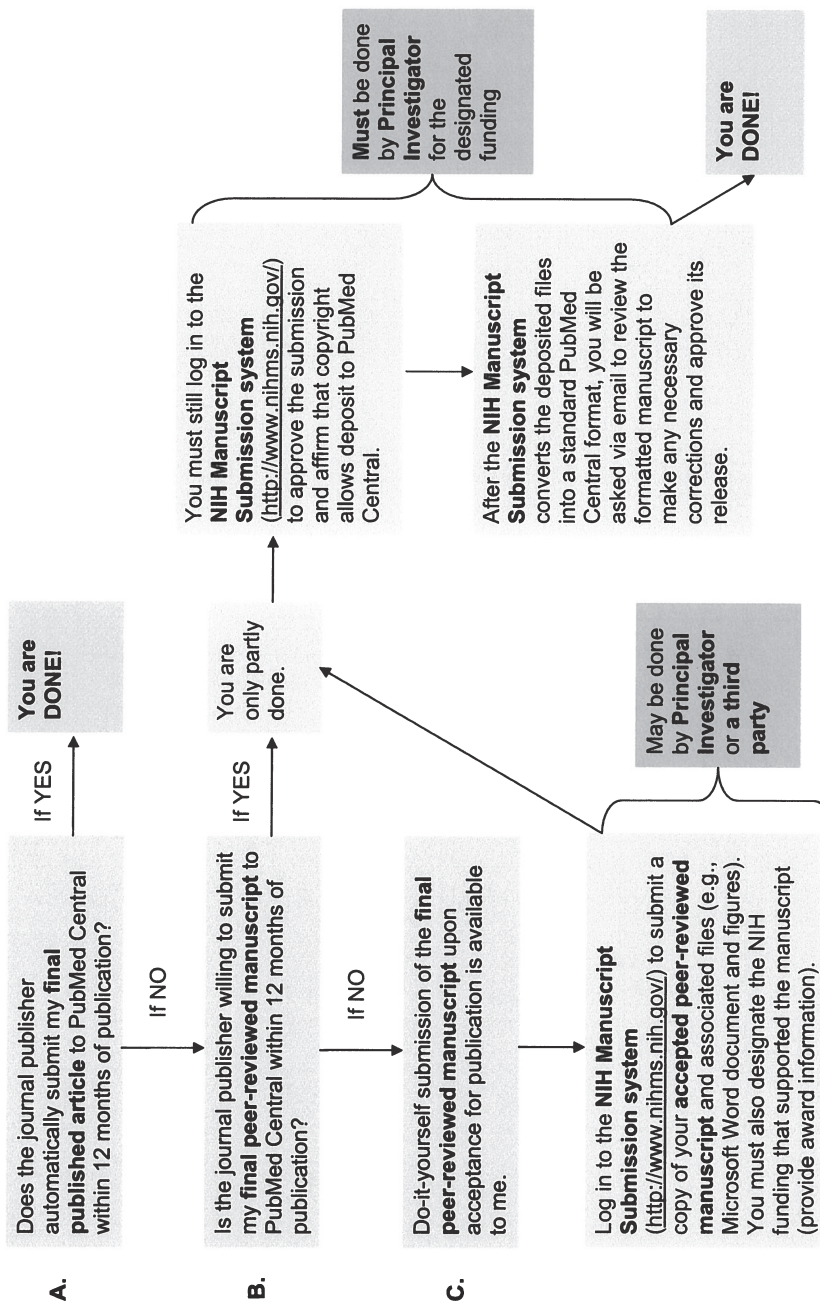 A.
Does the journal publisher
automatically submit my final
published article to PubMed Central
within 12 months of publication?
If YES
You are
DONE!
If NO
B.
Is the journal publisher willing to submit
my final peer-reviewed manuscript to
PubMed Central within 12 months of
publication?
If YES
You are
only partly
done.
You must still log in to the
NIH Manuscript
Submission system
(http://www.nihms.nih.gov/)
to approve the submission
and affirm that copyright
allows deposit to PubMed
Central.
If NO
C.
Do-it-yourself submission of the final
peer-reviewed manuscript upon
acceptance for publication is available
to me.
Log in to the NIH Manuscript
Submission system
(http://www.nihms.nih.gov/) to submit a
copy of your accepted peer-reviewed
manuscript and associated files (e.g.,
Microsoft Word document and figures).
You must also designate the NIH
funding that supported the manuscript
(provide award information).
May be done
by Principal
Investigator
or a third
party
After the NIH Manuscript
Submission system
converts the deposited files
into a standard PubMed
Central format, you will be
asked via email to review the
formatted manuscript to
make any necessary
corrections and approve its
release.
Must be done
by Principal
Investigator
for the
designated
funding
You are
DONE!